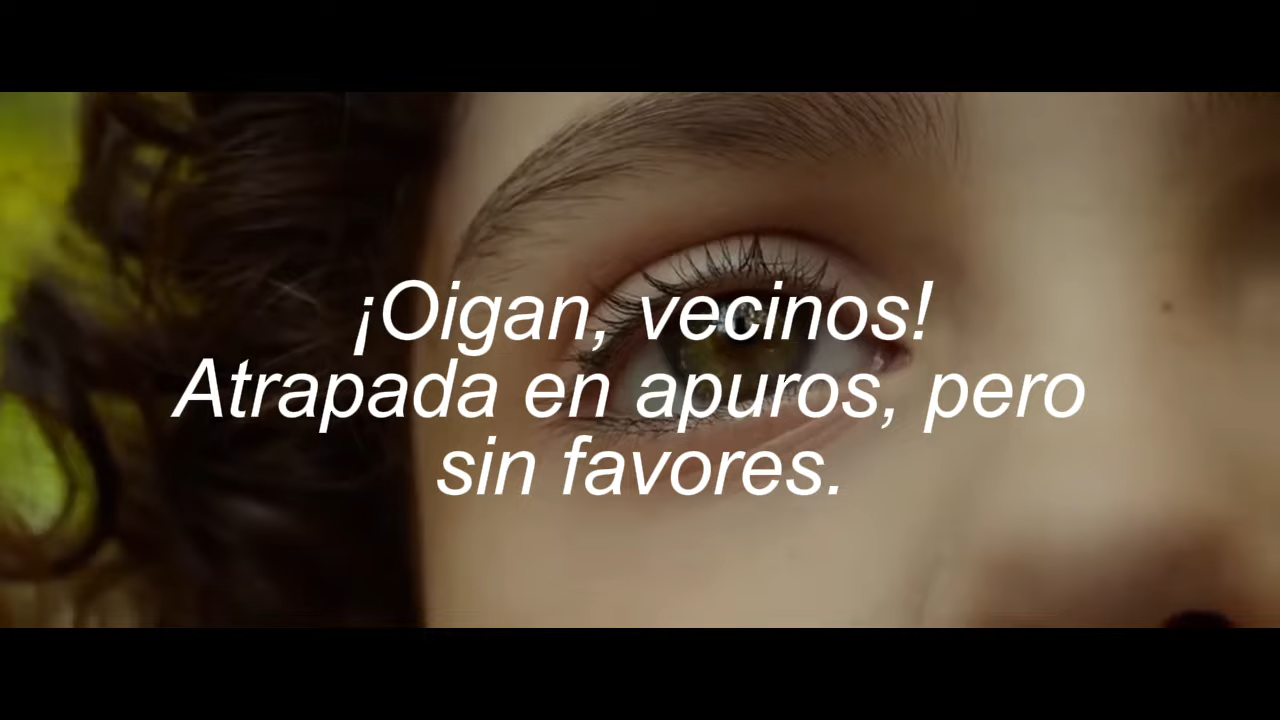 ¡Oigan, vecinos!
Atrapada en apuros, pero
sin favores.